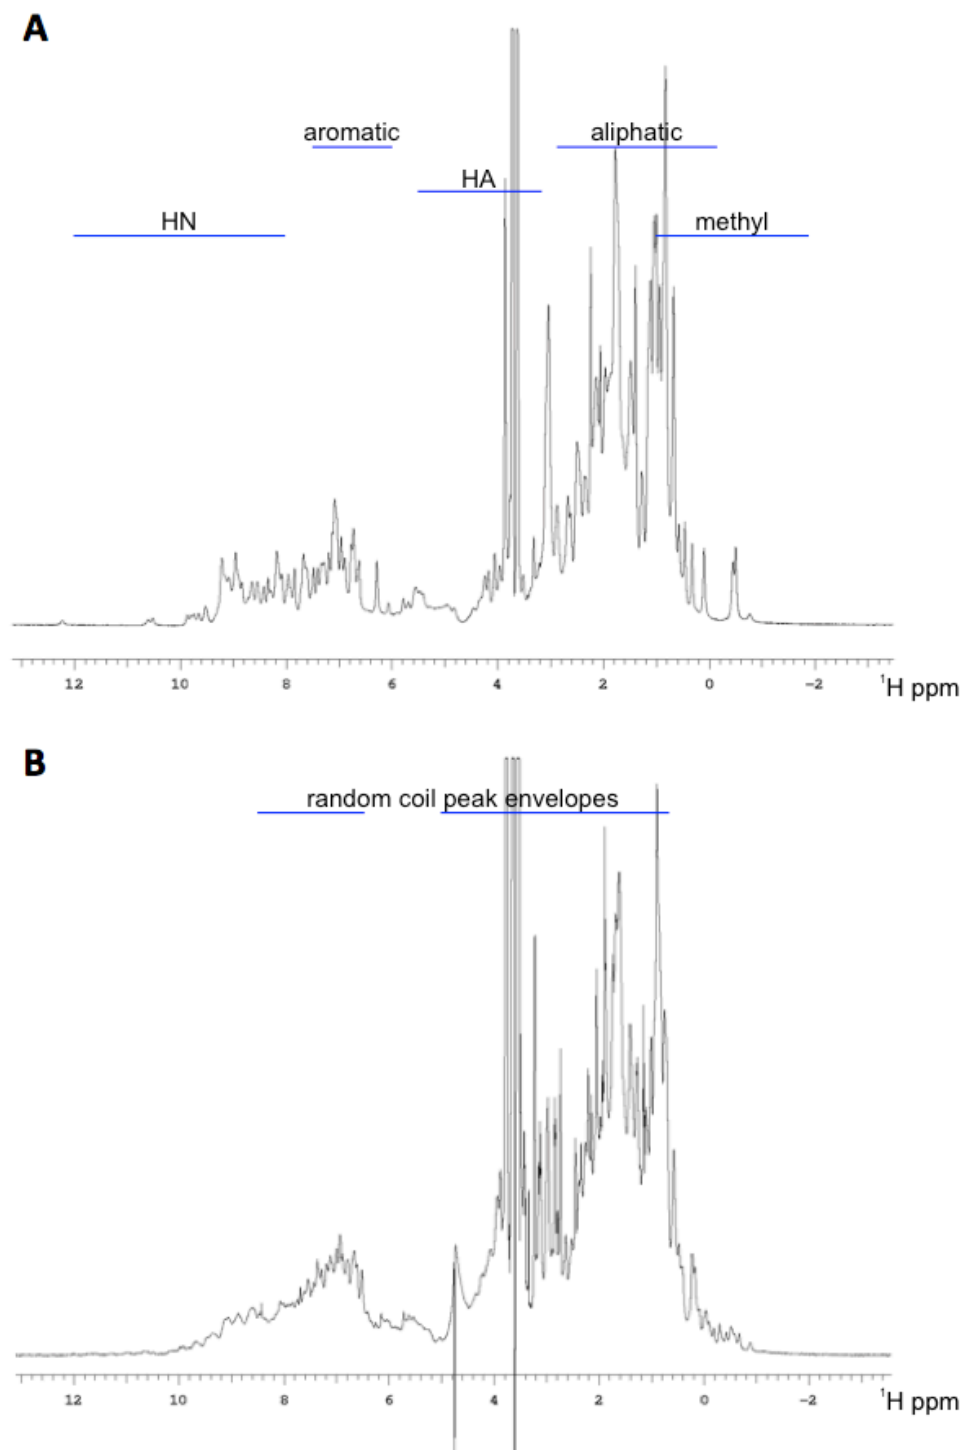 A
aromatic
aliphatic
HA
HN
methyl
12 10 8 6 4 2 0 −2
¹H ppm
B
random coil peak envelopes
12 10 8 6 4 2 0 −2
¹H ppm